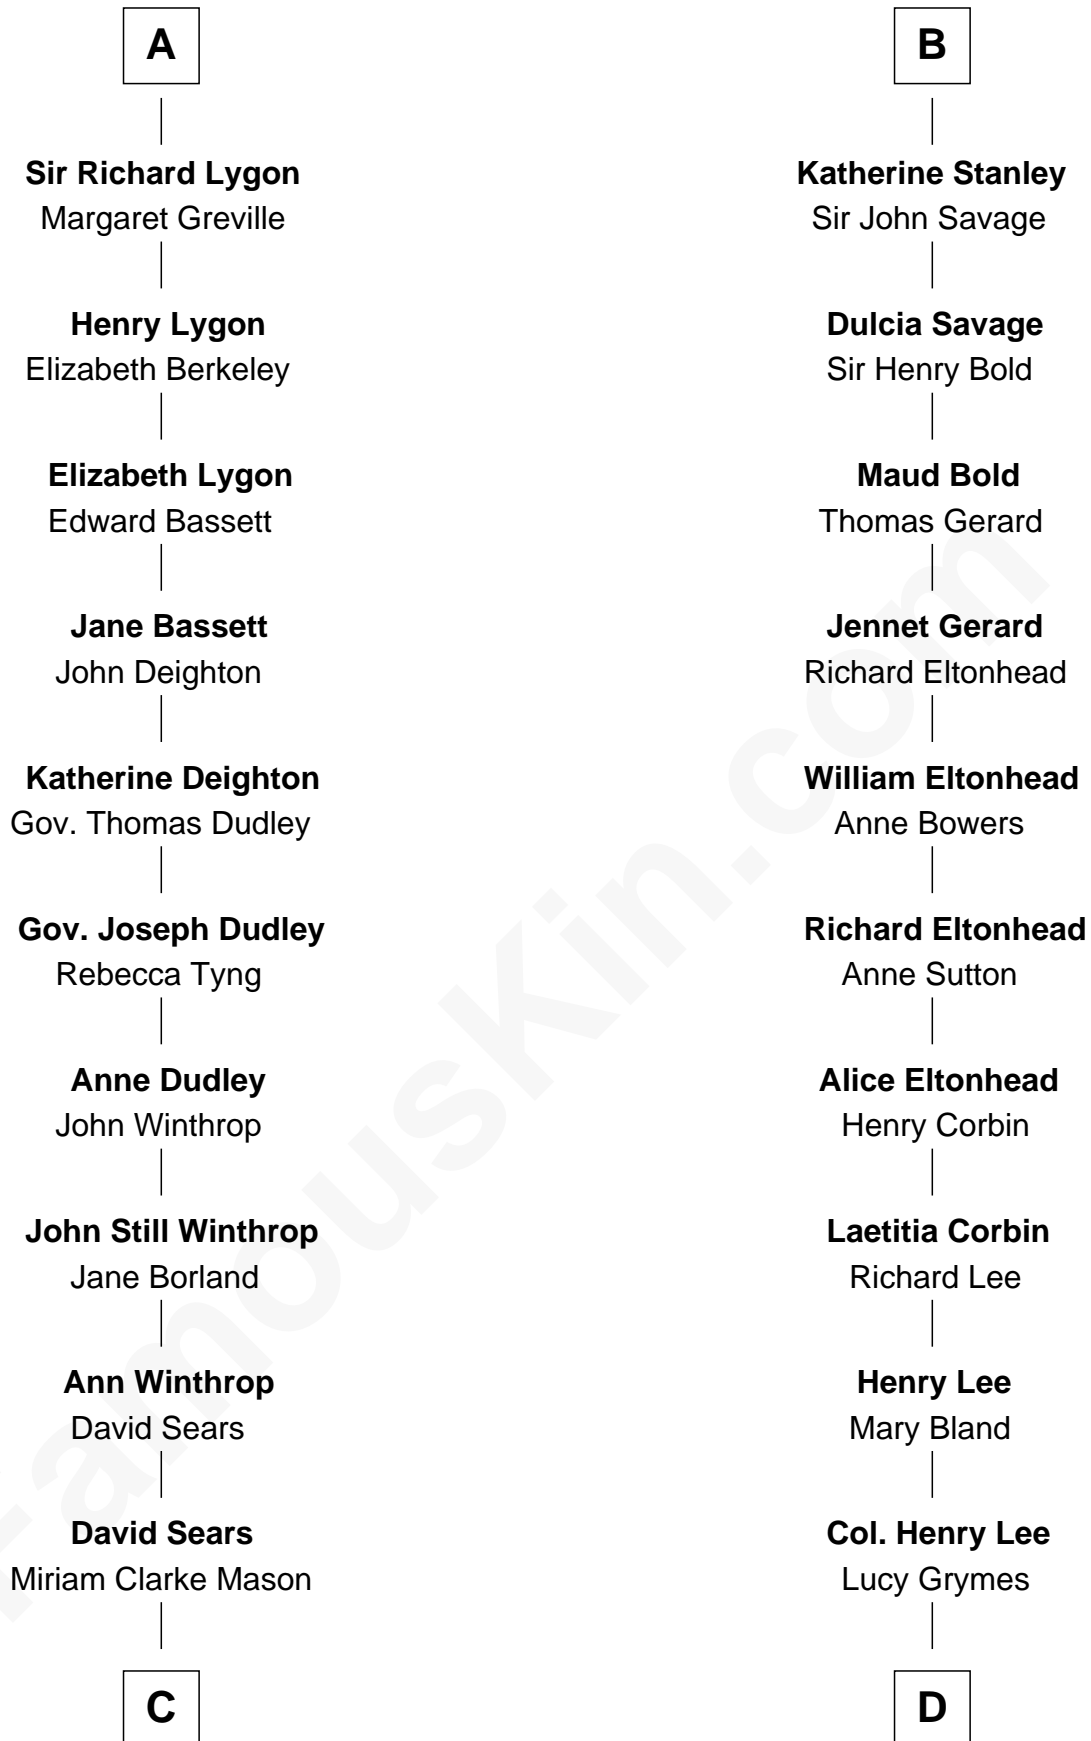 A
Sir Richard Lygon
Margaret Greville
Henry Lygon
Elizabeth Berkeley
Elizabeth Lygon
Edward Bassett
Jane Bassett
John Deighton
Katherine Deighton
Gov. Thomas Dudley
Gov. Joseph Dudley
Rebecca Tyng
Anne Dudley
John Winthrop
John Still Winthrop
Jane Borland
Ann Winthrop
David Sears
David Sears
Miriam Clarke Mason
C
B
Katherine Stanley
Sir John Savage
Dulcia Savage
Sir Henry Bold
Maud Bold
Thomas Gerard
Jennet Gerard
Richard Eltonhead
William Eltonhead
Anne Bowers
Richard Eltonhead
Anne Sutton
Alice Eltonhead
Henry Corbin
Laetitia Corbin
Richard Lee
Henry Lee
Mary Bland
Col. Henry Lee
Lucy Grymes
D
FamousKin.com